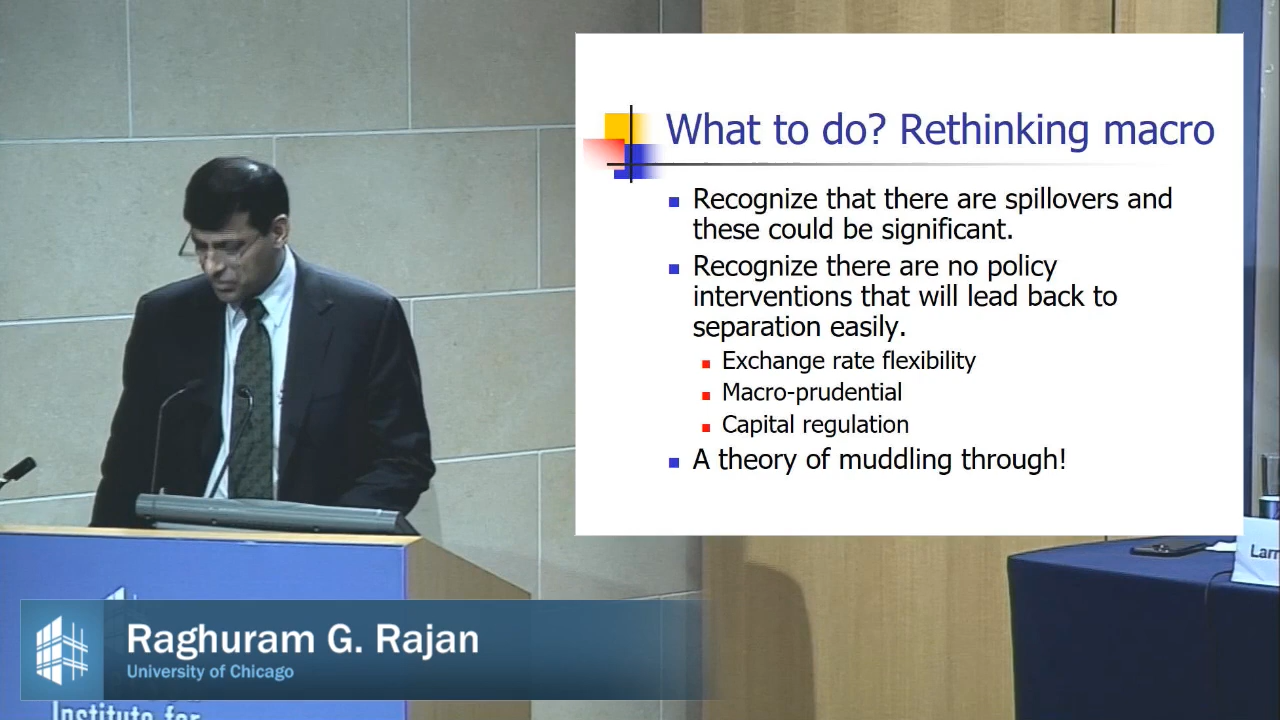 What to do? Rethinking macro
Recognize that there are spillovers and
these could be significant.
Recognize there are no policy
interventions that will lead back to
separation easily.
Exchange rate flexibility
Macro-prudential
Capital regulation
A theory of muddling through!
Raghuram G. Rajan
University of Chicago
Institute for